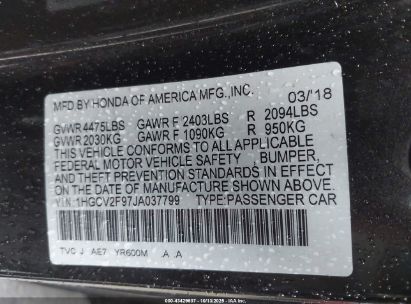 MFD BY HONDA OF AMERICA MFG., INC. 03/'18
GVWR 4475LBS GAWR F 2403LBS R 2094LBS
GVWR 2030KG GAWR F 1090KG R 950KG
THIS VEHICLE CONFORMS TO ALL APPLICABLE
FEDERAL MOTOR VEHICLE SAFETY , BUMPER,
AND THEFT PREVENTION STANDARDS IN EFFECT
ON THE DATE OF MANUFACTURE SHOWN ABOVE.
V.I.N: 1HGCV2F97JA037799 TYPE:PASSENGER CAR
TVC J AE7 YR600M .A .A